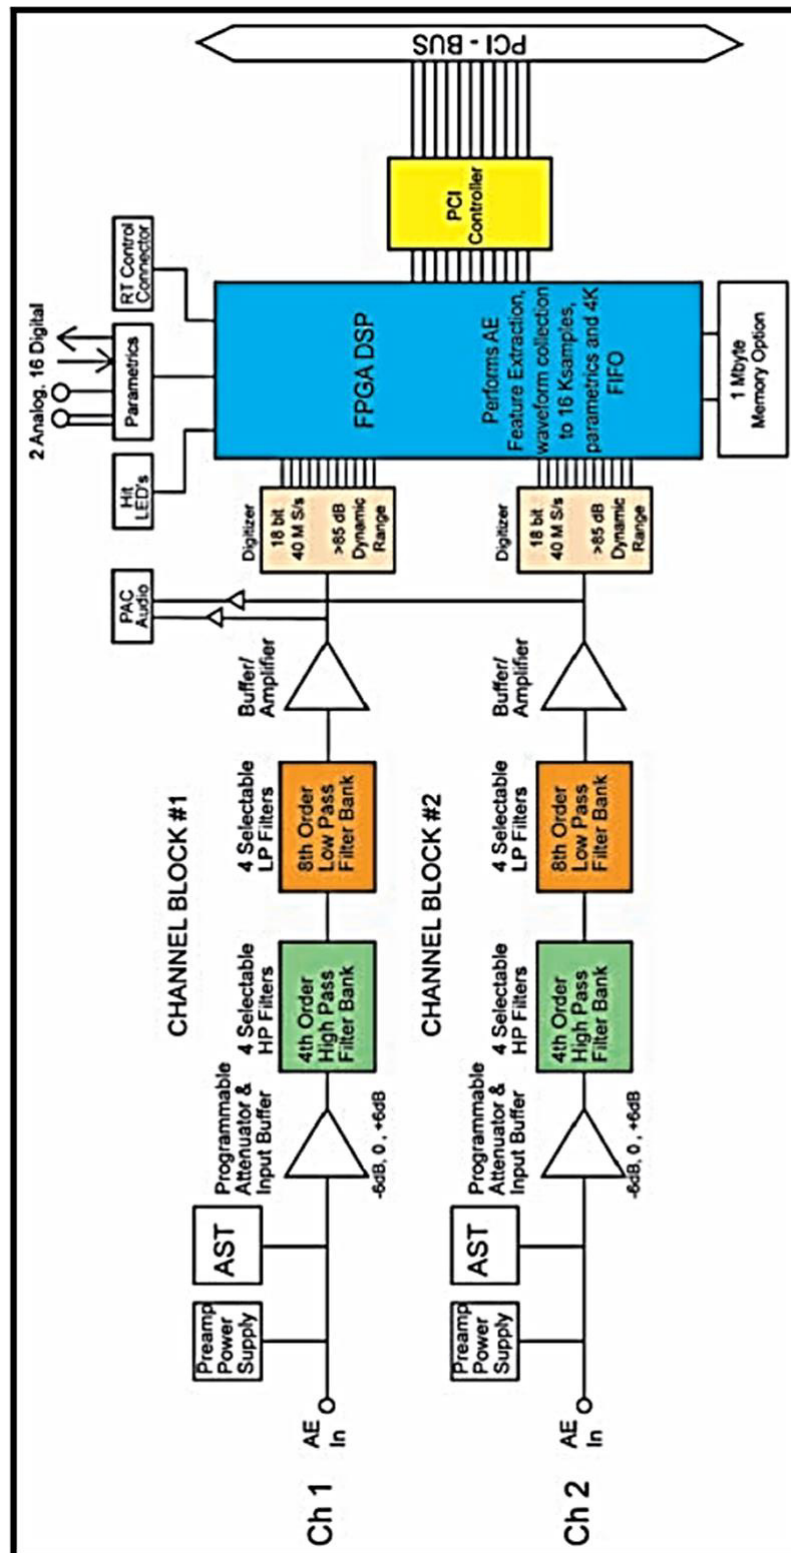 PCI - BUS
PCI
Controller
RT Control
Connector
2 Analog, 16 Digital
Parametrics
Hit
LED's
FPGA DSP
Performs AE
Feature Extraction,
waveform collection
to 16 Ksamples,
parametrics and 4K
FIFO
1 Mbyte
Memory Option
PAC
Audio
CHANNEL BLOCK #1
Ch 1
AE
In
Preamp
Power
Supply
AST
Programmable
Attenuator &
Input Buffer
-6dB, 0 , +6dB
4 Selectable
HP Filters
4th Order
High Pass
Filter Bank
4 Selectable
LP Filters
8th Order
Low Pass
Filter Bank
Buffer/
Amplifier
Digitizer
18 bit
40 M S/s
>85 dB
Dynamic
Range
CHANNEL BLOCK #2
Ch 2
AE
In
Preamp
Power
Supply
AST
Programmable
Attenuator &
Input Buffer
-6dB, 0 , +6dB
4 Selectable
HP Filters
4th Order
High Pass
Filter Bank
4 Selectable
LP Filters
8th Order
Low Pass
Filter Bank
Buffer/
Amplifier
Digitizer
18 bit
40 M S/s
>85 dB
Dynamic
Range